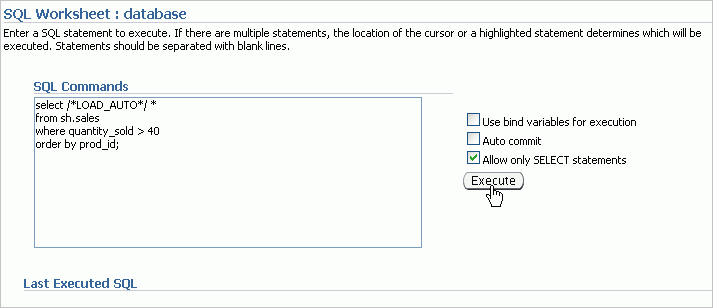 SQL Worksheet : database
Enter a SQL statement to execute. If there are multiple statements, the location of the cursor or a highlighted statement determines which will be
executed. Statements should be separated with blank lines.
SQL Commands
select /*LOAD_AUTO*/ *
from sh.sales
where quantity_sold > 40
order by prod_id;
Use bind variables for execution
Auto commit
Allow only SELECT statements
Execute
Last Executed SQL